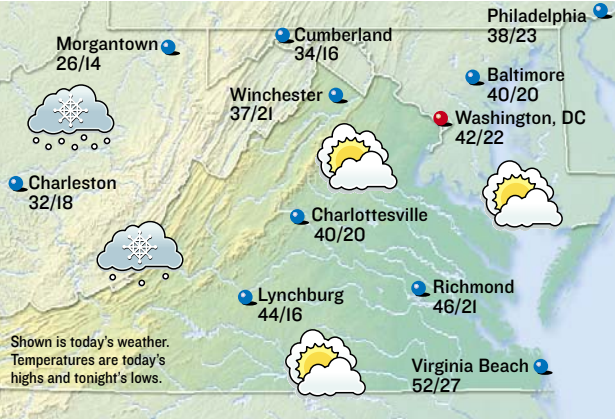 Philadelphia
38/23
Cumberland
34/16
Morgantown
26/14
Baltimore
40/20
Winchester
37/21
Washington, DC
42/22
Charleston
32/18
Charlottesville
40/20
Richmond
46/21
Lynchburg
44/16
Shown is today's weather.
Temperatures are today's
highs and tonight's lows.
Virginia Beach
52/27